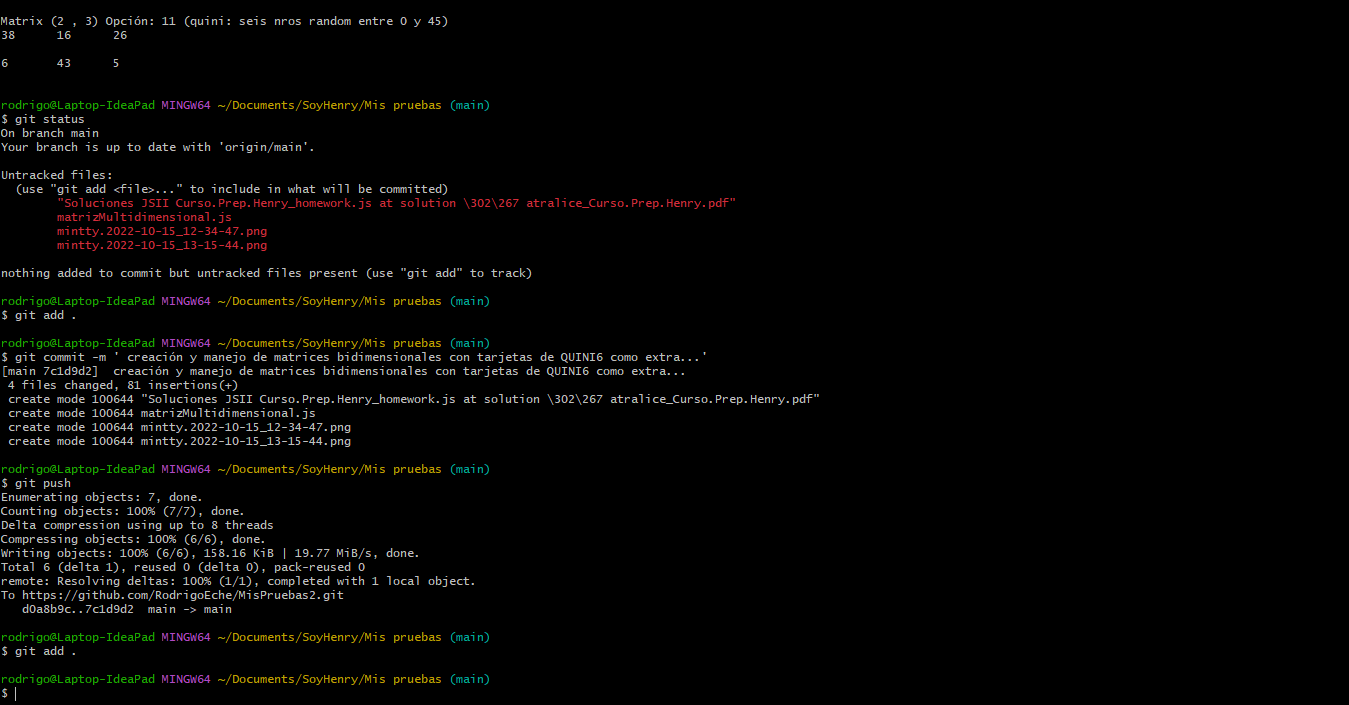 Matrix (2 , 3) Opción: 11 (quini: seis nros random entre 0 y 45)
38      16      26
6       43      5
rodrigo@Laptop-IdeaPad MINGW64 ~/Documents/SoyHenry/Mis pruebas (main)
$ git status
On branch main
Your branch is up to date with 'origin/main'.
Untracked files:
  (use "git add <file>..." to include in what will be committed)
        "Soluciones JSII Curso.Prep.Henry_homework.js at solution \302\267 atralice_Curso.Prep.Henry.pdf"
        matrizMultidimensional.js
        mintty.2022-10-15_12-34-47.png
        mintty.2022-10-15_13-15-44.png
nothing added to commit but untracked files present (use "git add" to track)
rodrigo@Laptop-IdeaPad MINGW64 ~/Documents/SoyHenry/Mis pruebas (main)
$ git add .
rodrigo@Laptop-IdeaPad MINGW64 ~/Documents/SoyHenry/Mis pruebas (main)
$ git commit -m ' creación y manejo de matrices bidimensionales con tarjetas de QUINI6 como extra...'
[main 7c1d9d2]  creación y manejo de matrices bidimensionales con tarjetas de QUINI6 como extra...
 4 files changed, 81 insertions(+)
 create mode 100644 "Soluciones JSII Curso.Prep.Henry_homework.js at solution \302\267 atralice_Curso.Prep.Henry.pdf"
 create mode 100644 matrizMultidimensional.js
 create mode 100644 mintty.2022-10-15_12-34-47.png
 create mode 100644 mintty.2022-10-15_13-15-44.png
rodrigo@Laptop-IdeaPad MINGW64 ~/Documents/SoyHenry/Mis pruebas (main)
$ git push
Enumerating objects: 7, done.
Counting objects: 100% (7/7), done.
Delta compression using up to 8 threads
Compressing objects: 100% (6/6), done.
Writing objects: 100% (6/6), 158.16 KiB | 19.77 MiB/s, done.
Total 6 (delta 1), reused 0 (delta 0), pack-reused 0
remote: Resolving deltas: 100% (1/1), completed with 1 local object.
To https://github.com/RodrigoEche/MisPruebas2.git
   d0a8b9c..7c1d9d2  main -> main
rodrigo@Laptop-IdeaPad MINGW64 ~/Documents/SoyHenry/Mis pruebas (main)
$ git add .
rodrigo@Laptop-IdeaPad MINGW64 ~/Documents/SoyHenry/Mis pruebas (main)
$